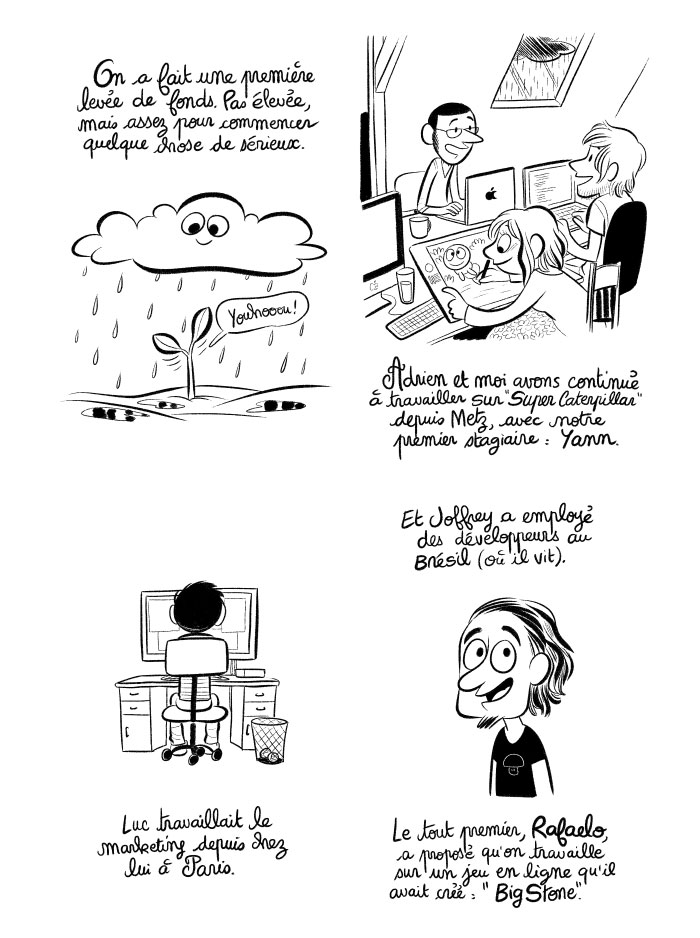 On a fait une première
levée de fonds. Pas élevée,
mais assez pour commencer
quelque chose de sérieux.
Youhooou!
Adrien et moi avons continué
à travailler sur "Super Caterpillar"
depuis Metz, avec notre
premier stagiaire : Yann.
Luc travaillait le
marketing depuis chez
lui à Paris.
Et Joffrey a employé
des développeurs au
Brésil (où il vit).
Le tout premier, Rafaelo,
a proposé qu'on travaille
sur un jeu en ligne qu'il
avait créé : "BigStone".